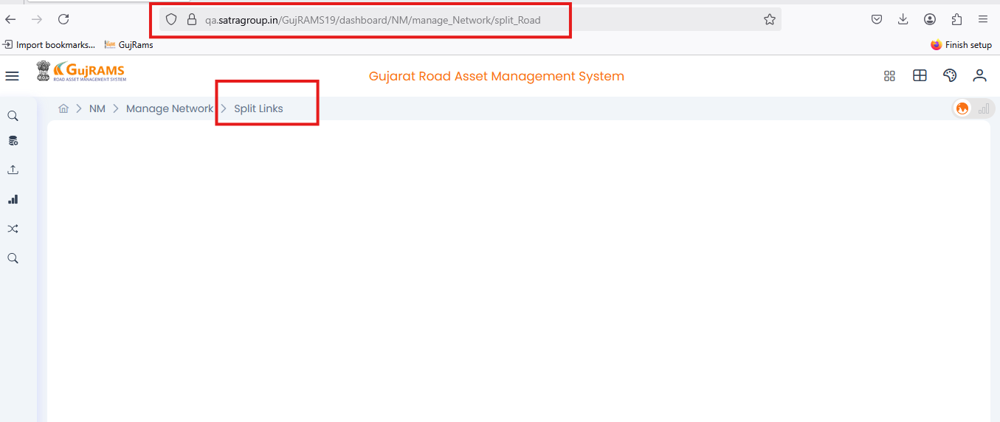 qa.satragroup.in/GujRAMS19/dashboard/NM/manage_Network/split_Road
Import bookmarks... GujRams Finish setup
GujRAMS Gujarat Road Asset Management System
ROAD ASSET MANAGEMENT SYSTEM
NM Manage Network Split Links